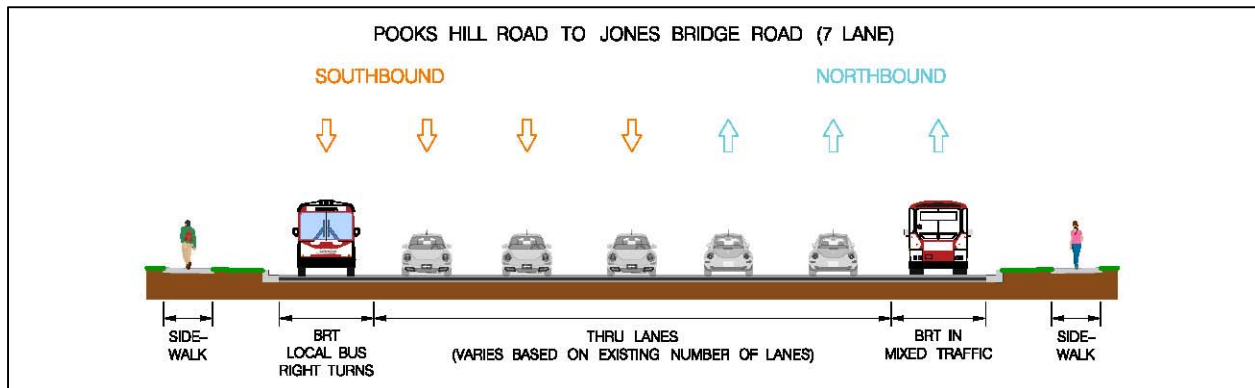 POOKS HILL ROAD TO JONES BRIDGE ROAD (7 LANE)
SOUTHBOUND
NORTHBOUND
SIDE-
WALK
BRT
LOCAL BUS
RIGHT TURNS
THRU LANES
(VARIES BASED ON EXISTING NUMBER OF LANES)
BRT IN
MIXED TRAFFIC
SIDE-
WALK